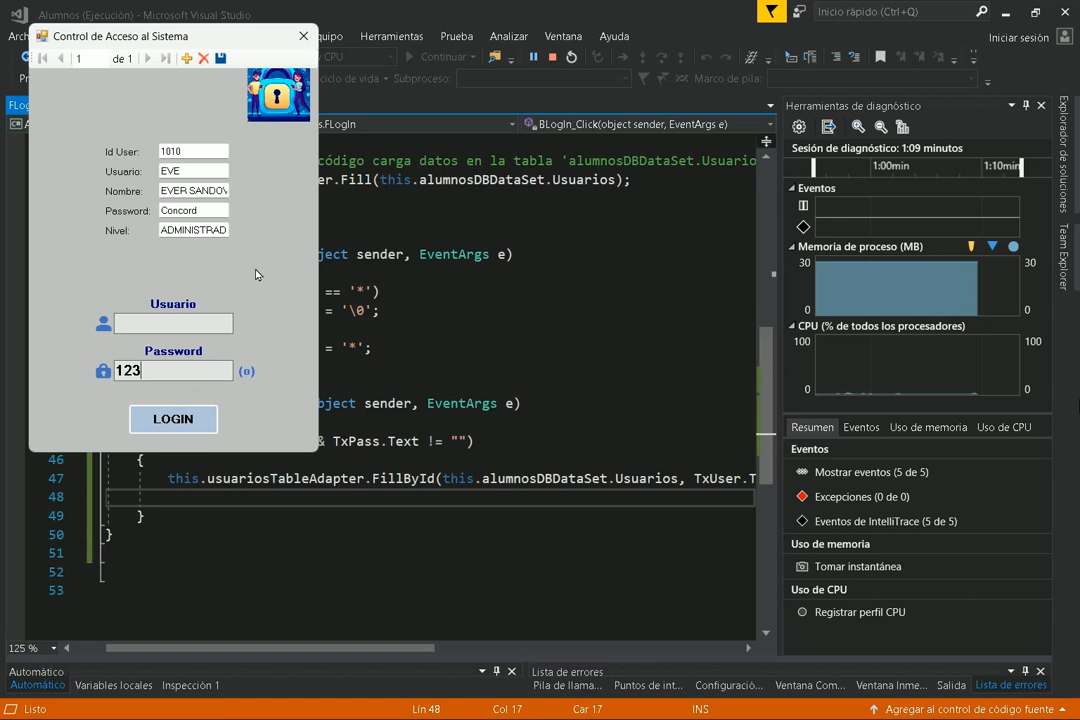 Alumnos (Ejecución) - Microsoft Visual Studio
Inicio rápido (Ctrl+Q)
Herramientas Prueba Analizar Ventana Ayuda
Iniciar sesión
Continuar
Subproceso:
Marco de pila:
Control de Acceso al Sistema
1 de 1
Id User: 1010
Usuario: EVE
Nombre: EVER SANDOV
Password: Concord
Nivel: ADMINISTRAD
Usuario
Password
123
(o)
LOGIN
.FLogIn
BLogIn_Click(object sender, EventArgs e)
código carga datos en la tabla 'alumnosDBDataSet.Usuario
er.Fill(this.alumnosDBDataSet.Usuarios);
bject sender, EventArgs e)
== '*')
= '\0';
= '*';
bject sender, EventArgs e)
& TxPass.Text != "")
46 {
47 this.usuariosTableAdapter.FillById(this.alumnosDBDataSet.Usuarios, TxUser.T
48
49 }
50 }
51
52
53
125 %
Herramientas de diagnóstico
Sesión de diagnóstico: 1:09 minutos
1:00min 1:10min
Eventos
Memoria de proceso (MB)
30 30
0 0
CPU (% de todos los procesadores)
100 100
0 0
Resumen Eventos Uso de memoria Uso de CPU
Eventos
Mostrar eventos (5 de 5)
Excepciones (0 de 0)
Eventos de IntelliTrace (5 de 5)
Uso de memoria
Tomar instantánea
Uso de CPU
Registrar perfil CPU
Explorador de soluciones
Team Explorer
Automático
Automático Variables locales Inspección 1
Lista de errores
Pila de llama... Puntos de int... Configuració... Ventana Com... Ventana Inme... Salida Lista de errores
Listo Lín 48 Col 17 Car 17 INS Agregar al control de código fuente